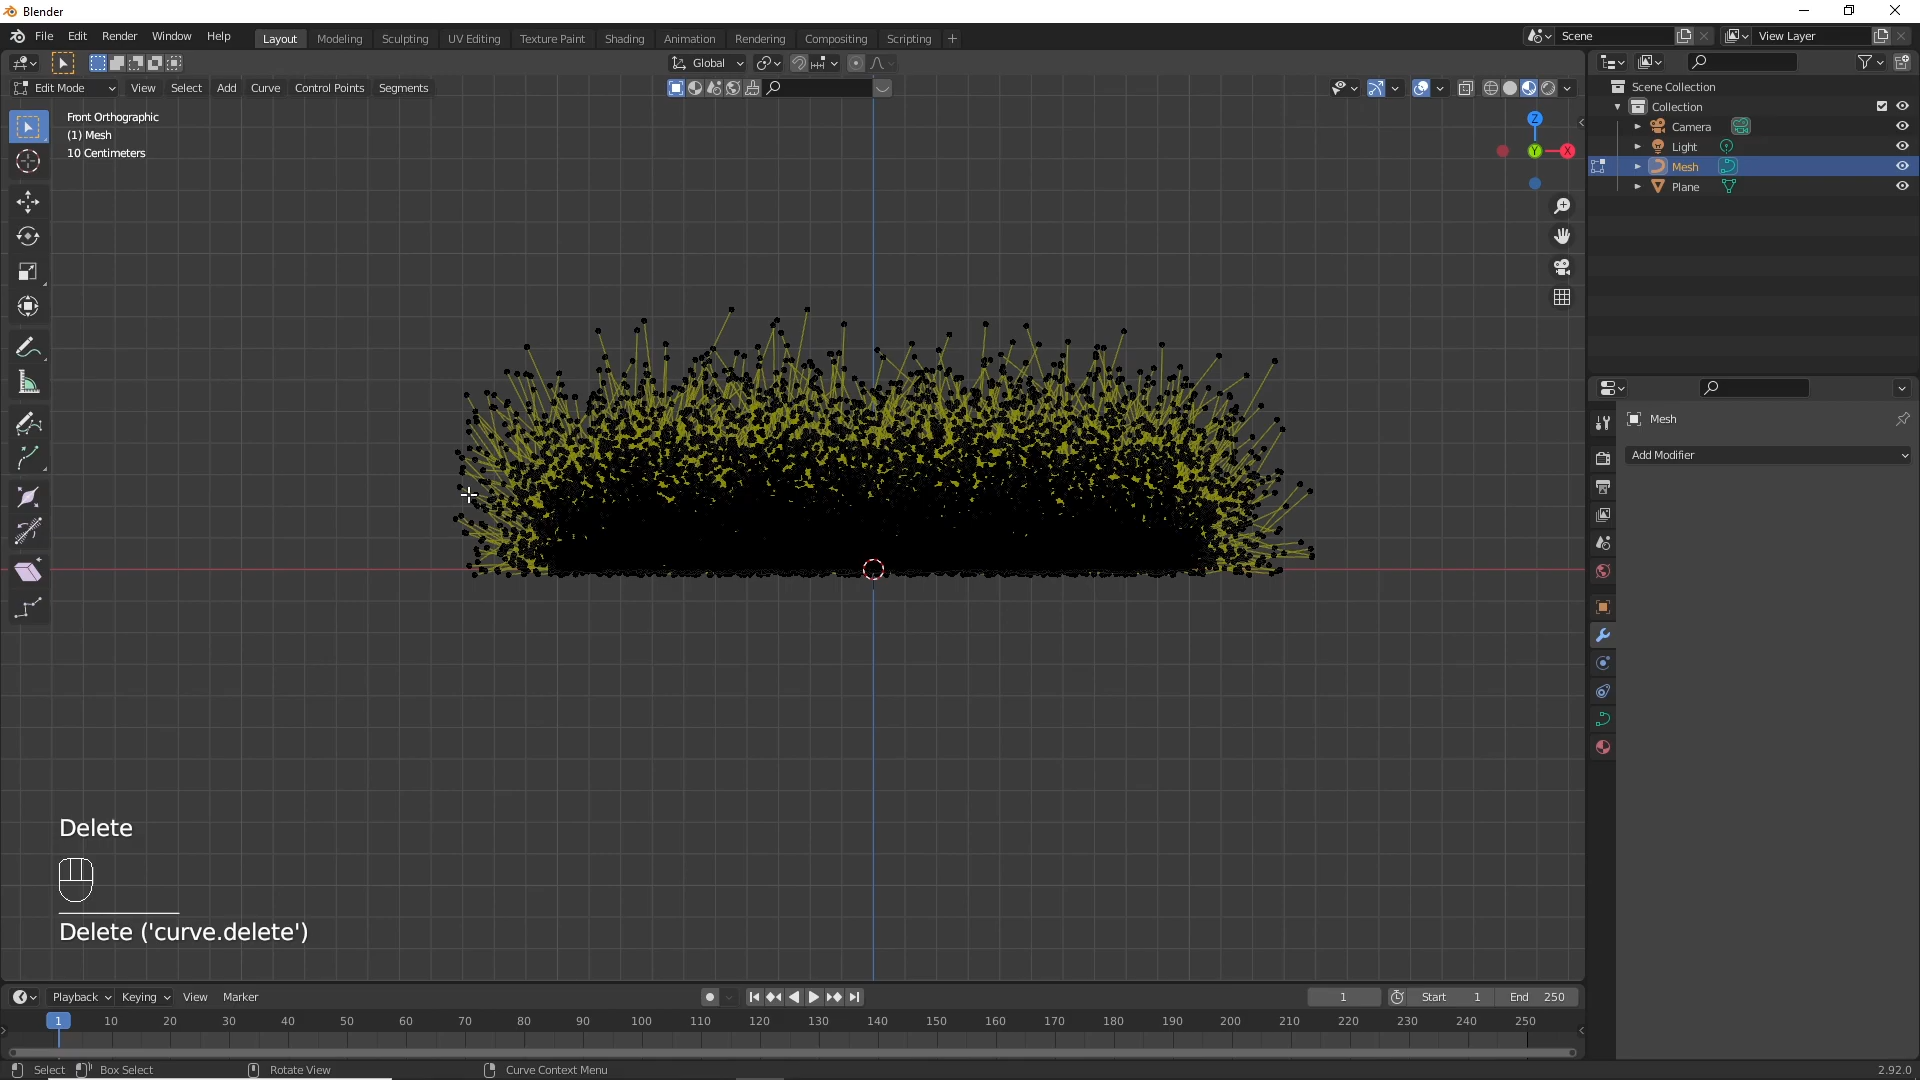 Blender
File Edit Render Window Help
Layout Modeling Sculpting UV Editing Texture Paint Shading Animation Rendering Compositing Scripting +
Scene
View Layer
Global
Edit Mode View Select Add Curve Control Points Segments
Front Orthographic
(1) Mesh
10 Centimeters
Z
Y
X
Scene Collection
Collection
Camera
Light
Mesh
Plane
Mesh
Add Modifier
Delete
Delete ('curve.delete')
Playback Keying View Marker
1
Start 1
End 250
1 10 20 30 40 50 60 70 80 90 100 110 120 130 140 150 160 170 180 190 200 210 220 230 240 250
Select Box Select Rotate View Curve Context Menu 2.92.0